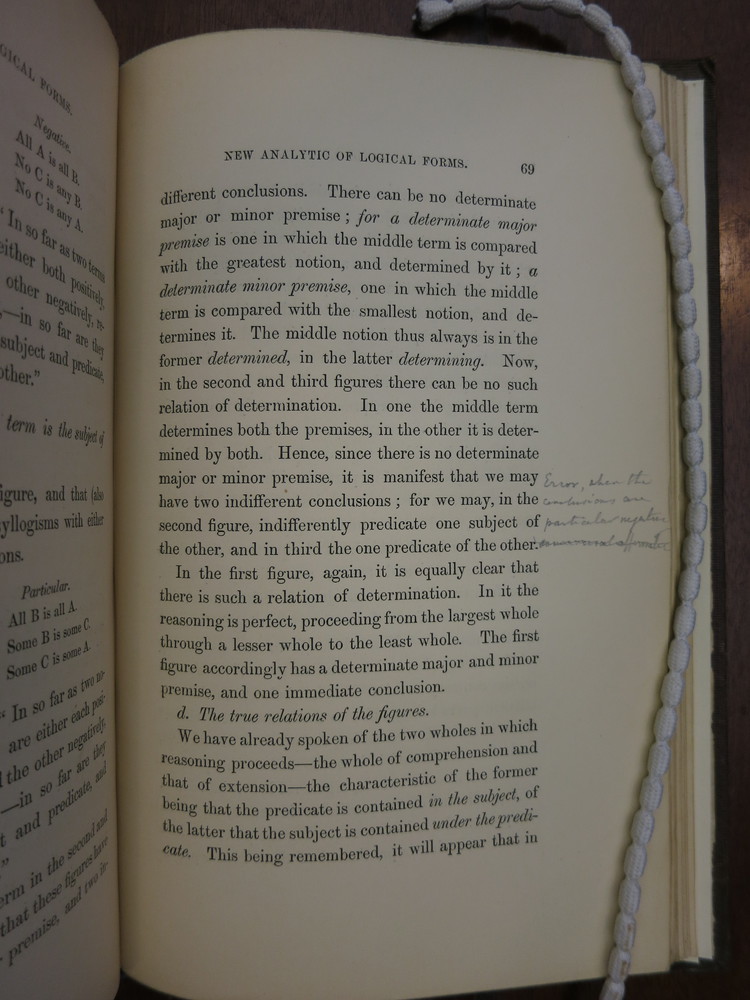 OGICAL FORMS.
Negative.
All A is all B.
No C is any B.
No C is any A.
“ In so far as two terms
either both positively,
other negatively,
,—in so far are they
subject and predicate,
other.”
term is the subject of
igure, and that (also
yllogisms with either
ons.
Particular.
All B is all A.
Some B is some C.
Some C is some A.
“ In so far as two no-
are either each posi-
the other negatively,
—in so far are they
t and predicate, and
”
erm in the second and
that these figures have
premise, and two in-
NEW ANALYTIC OF LOGICAL FORMS. 69
different conclusions. There can be no determinate
major or minor premise ; for a determinate major
premise is one in which the middle term is compared
with the greatest notion, and determined by it ; a
determinate minor premise, one in which the middle
term is compared with the smallest notion, and de-
termines it. The middle notion thus always is in the
former determined, in the latter determining. Now,
in the second and third figures there can be no such
relation of determination. In one the middle term
determines both the premises, in the other it is deter-
mined by both. Hence, since there is no determinate
major or minor premise, it is manifest that we may
have two indifferent conclusions ; for we may, in the
second figure, indifferently predicate one subject of
the other, and in third the one predicate of the other.
Error, when the
conclusions are
particular negative
In the first figure, again, it is equally clear that
there is such a relation of determination. In it the
reasoning is perfect, proceeding from the largest whole
through a lesser whole to the least whole. The first
figure accordingly has a determinate major and minor
premise, and one immediate conclusion.
d. The true relations of the figures.
We have already spoken of the two wholes in which
reasoning proceeds—the whole of comprehension and
that of extension—the characteristic of the former
being that the predicate is contained in the subject, of
the latter that the subject is contained under the predi-
cate. This being remembered, it will appear that in